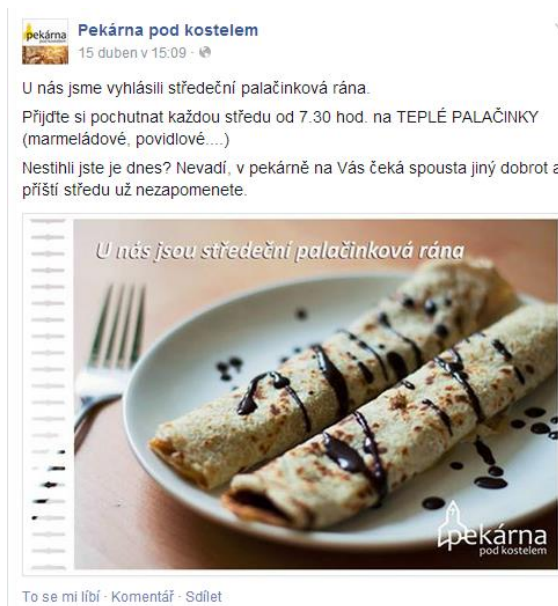 pekárna
pod kostelem
Pekárna pod kostelem
15 duben v 15:09 ·
U nás jsme vyhlásili středeční palačinková rána.
Přijďte si pochutnat každou středu od 7.30 hod. na TEPLÉ PALAČINKY
(marmeládové, povidlové....)
Nestihli jste je dnes? Nevadí, v pekárně na Vás čeká spousta jiný dobrot a
příští středu už nezapomenete.
U nás jsou středeční palačinková rána
pekárna
pod kostelem
To se mi líbí · Komentář · Sdílet